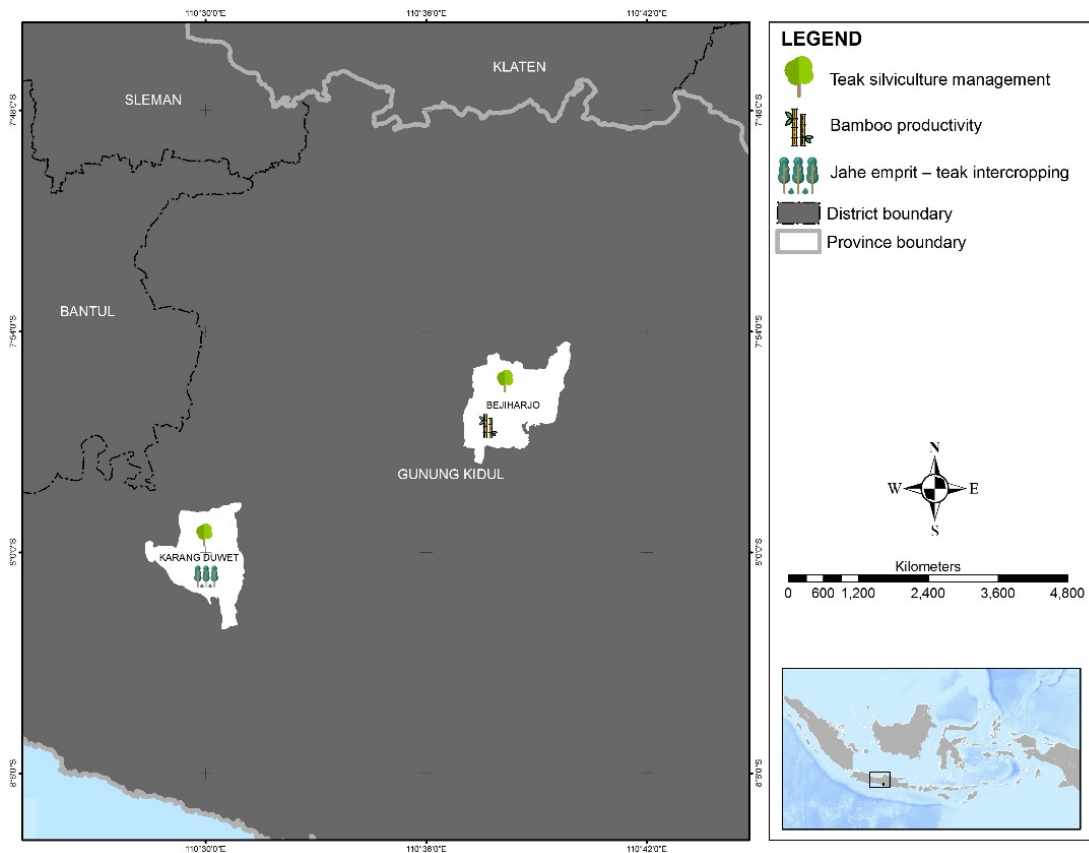 110°30'0"E
110°36'0"E
110°42'0"E
KLATEN
SLEMAN
7°48'0"S
7°48'0"S
BANTUL
7°54'0"S
7°54'0"S
BEJIHARJO
GUNUNG KIDUL
KARANG DUWET
8°0'0"S
8°0'0"S
8°6'0"S
8°6'0"S
110°30'0"E
110°36'0"E
110°42'0"E
LEGEND
Teak silviculture management
Bamboo productivity
Jahe emprit – teak intercropping
District boundary
Province boundary
N
W
E
S
Kilometers
0 600 1,200 2,400 3,600 4,800